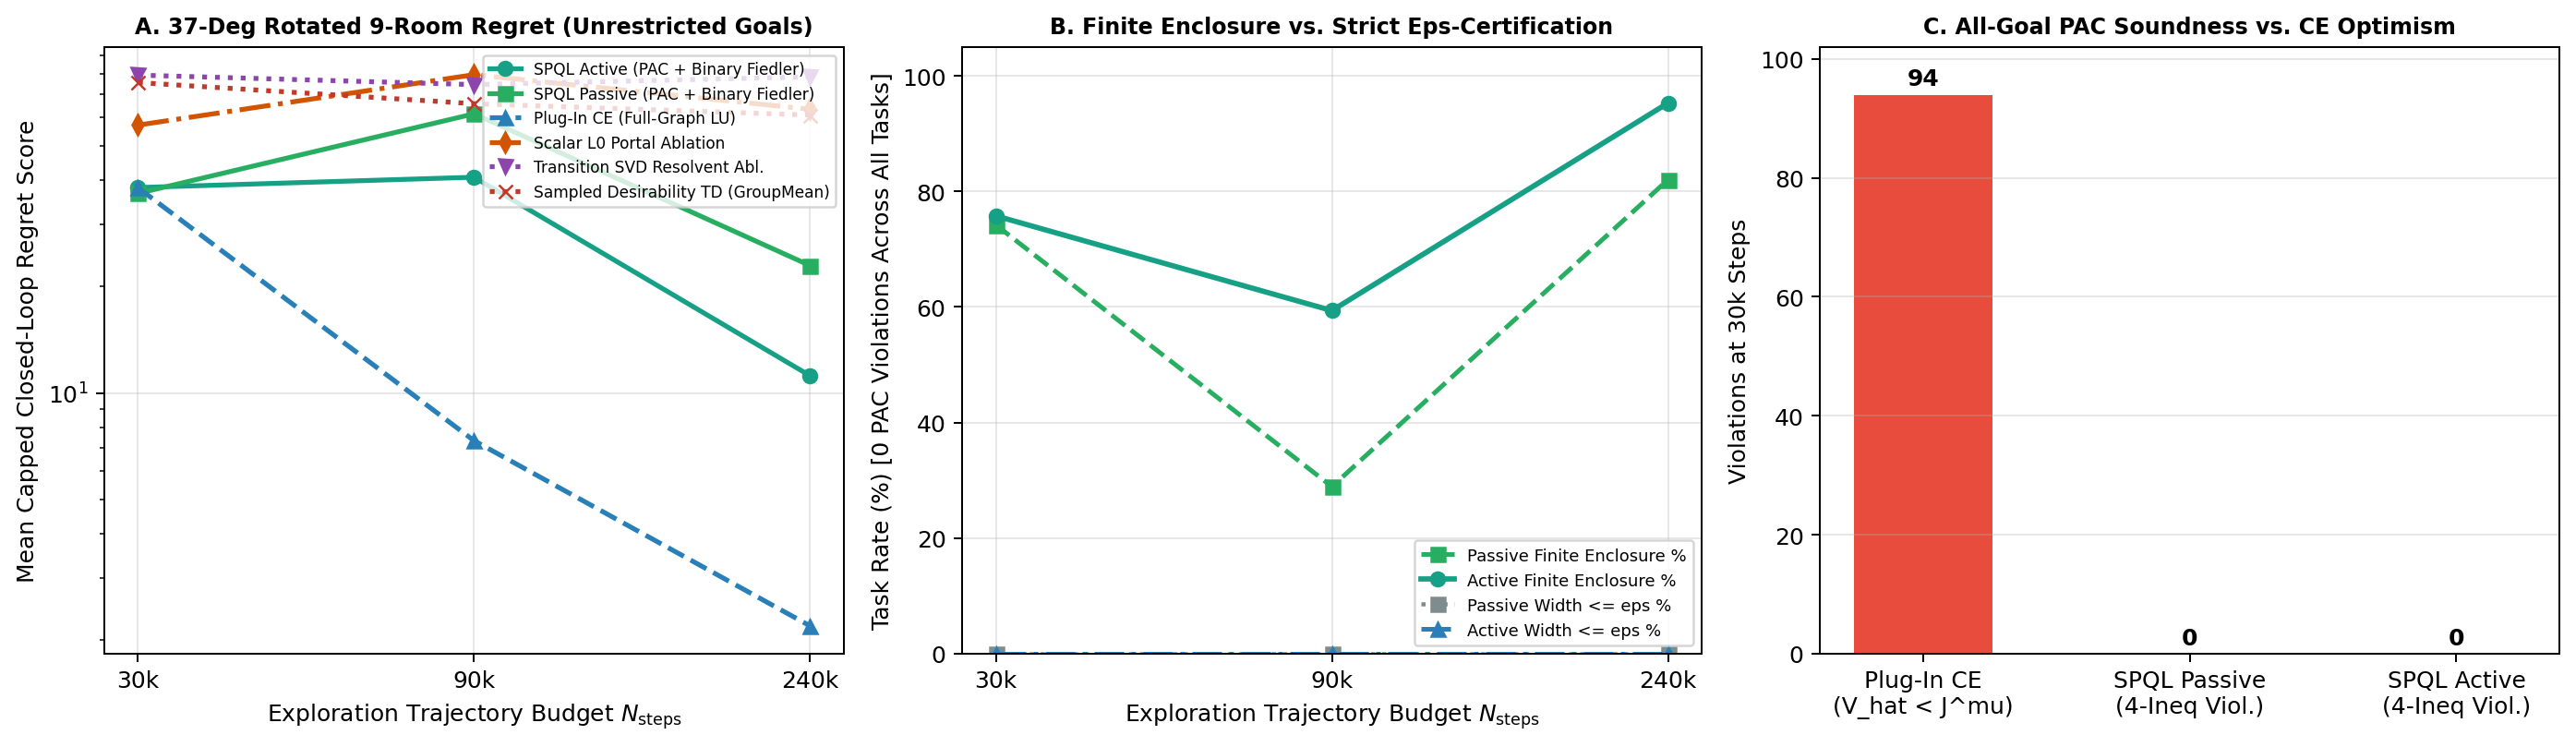 A. 37-Deg Rotated 9-Room Regret (Unrestricted Goals)
Mean Capped Closed-Loop Regret Score
10^1
SPQL Active (PAC + Binary Fiedler)
SPQL Passive (PAC + Binary Fiedler)
Plug-In CE (Full-Graph LU)
Scalar L0 Portal Ablation
Transition SVD Resolvent Abl.
Sampled Desirability TD (GroupMean)
30k
90k
240k
Exploration Trajectory Budget N_steps
B. Finite Enclosure vs. Strict Eps-Certification
Task Rate (%) [0 PAC Violations Across All Tasks]
100
80
60
40
20
0
Passive Finite Enclosure %
Active Finite Enclosure %
Passive Width <= eps %
Active Width <= eps %
30k
90k
240k
Exploration Trajectory Budget N_steps
C. All-Goal PAC Soundness vs. CE Optimism
Violations at 30k Steps
100
80
60
40
20
0
94
0
0
Plug-In CE
(V_hat < J^mu)
SPQL Passive
(4-Ineq Viol.)
SPQL Active
(4-Ineq Viol.)